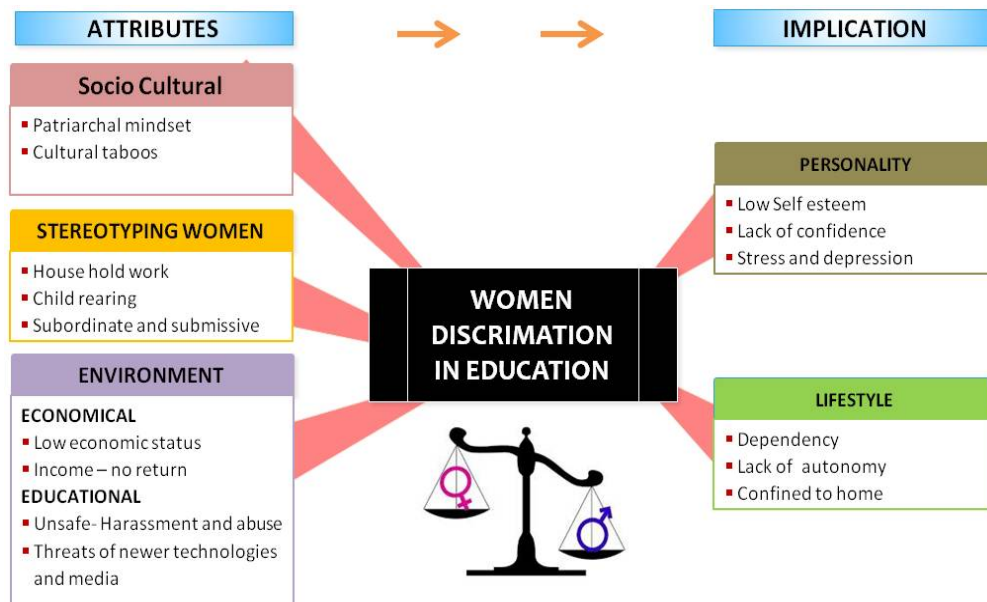 ATTRIBUTES
IMPLICATION
Socio Cultural
Patriarchal mindset
Cultural taboos
STEREOTYPING WOMEN
House hold work
Child rearing
Subordinate and submissive
ENVIRONMENT
ECONOMICAL
Low economic status
Income – no return
EDUCATIONAL
Unsafe- Harassment and abuse
Threats of newer technologies
and media
WOMEN
DISCRIMATION
IN EDUCATION
PERSONALITY
Low Self esteem
Lack of confidence
Stress and depression
LIFESTYLE
Dependency
Lack of  autonomy
Confined to home